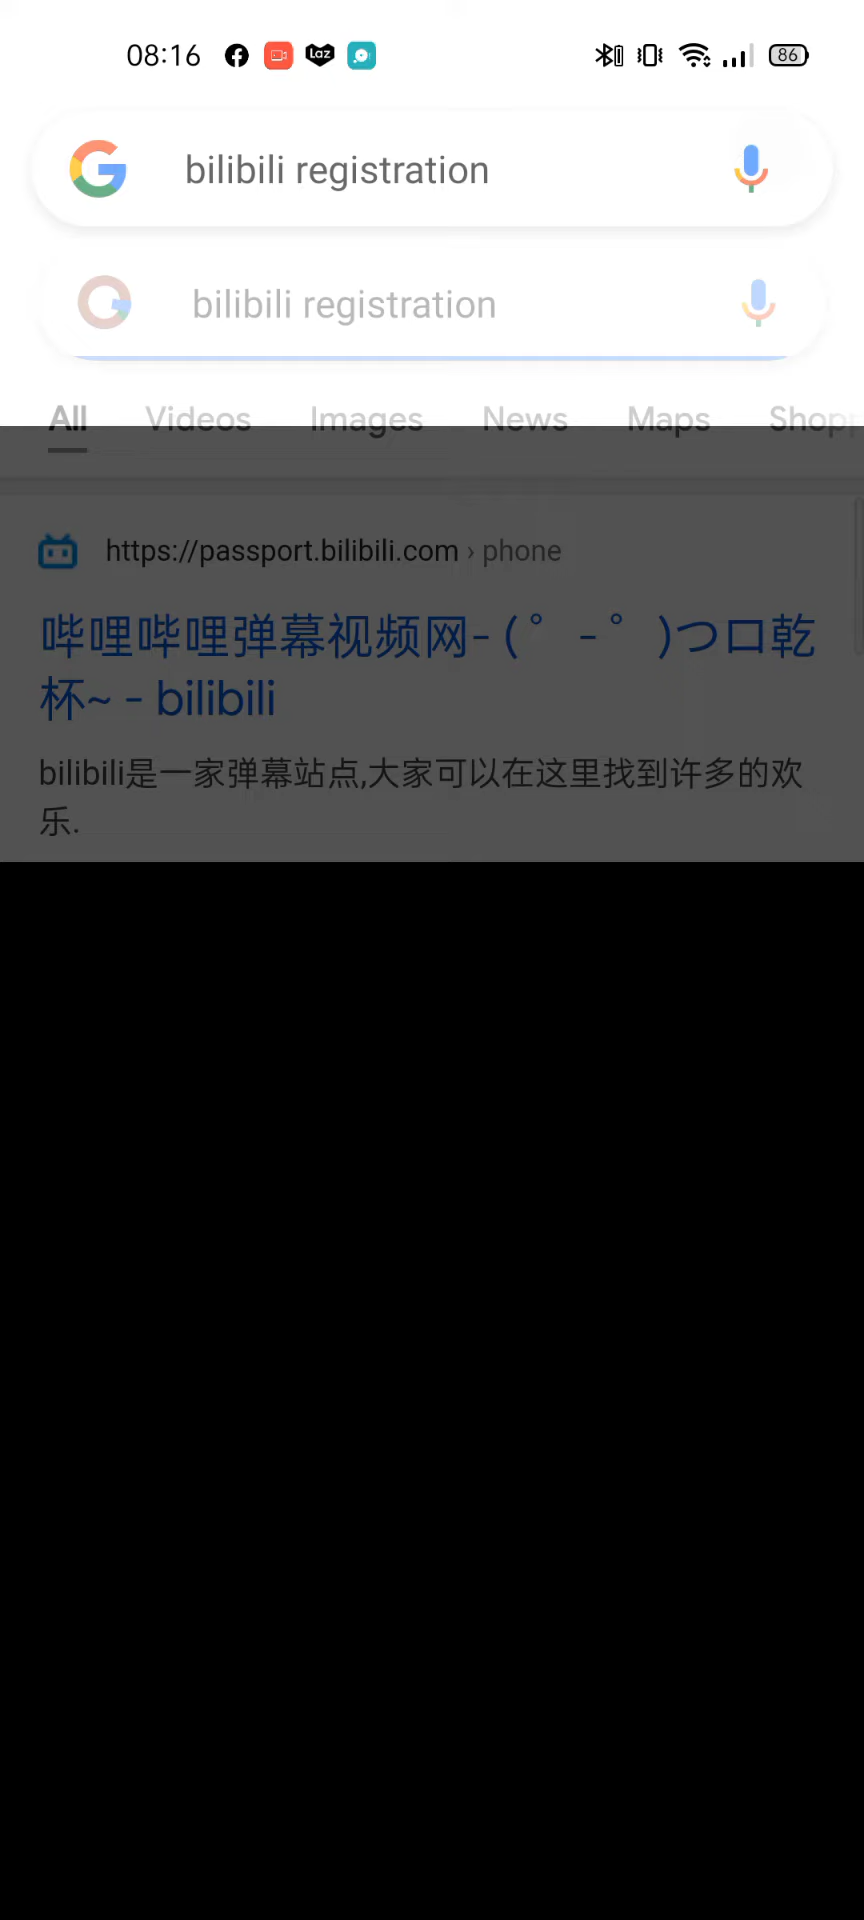 08:16 Laz 86
bilibili registration
bilibili registration
All Videos Images News Maps Shopp
https://passport.bilibili.com › phone
哔哩哔哩弹幕视频网- ( ゜- ゜)つロ乾
杯~ - bilibili
bilibili是一家弹幕站点,大家可以在这里找到许多的欢
乐.